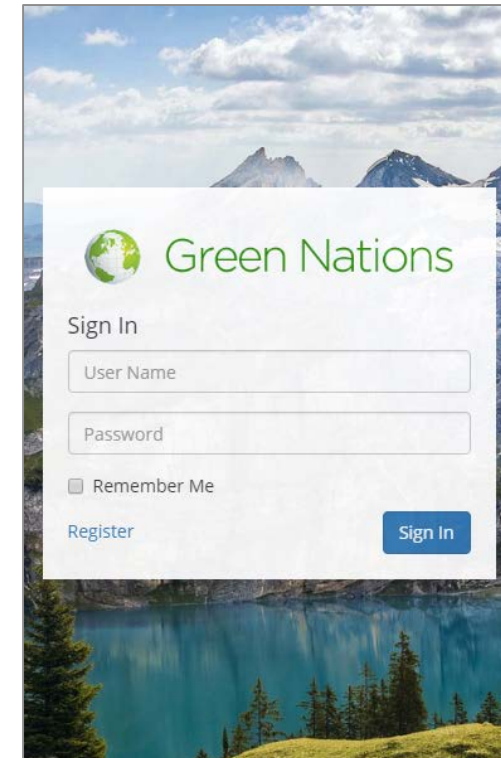 Green Nations
Sign In
User Name
Password
Remember Me
Register
Sign In